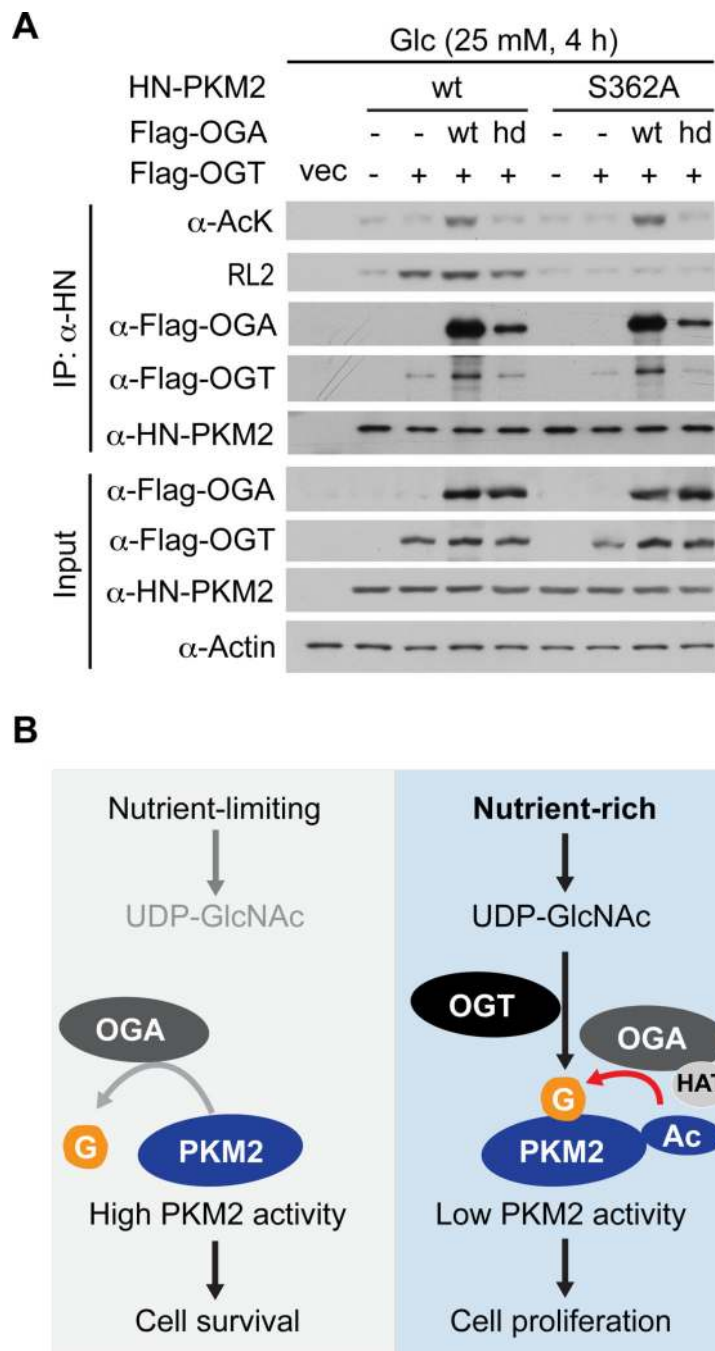 A
Glc (25 mM, 4 h)
HN-PKM2 wt S362A
Flag-OGA - - wt hd - - wt hd
Flag-OGT vec - + + + - + + +
IP: α-HN
α-AcK
RL2
α-Flag-OGA
α-Flag-OGT
α-HN-PKM2
Input
α-Flag-OGA
α-Flag-OGT
α-HN-PKM2
α-Actin
B
Nutrient-limiting
UDP-GlcNAc
OGA
G
PKM2
High PKM2 activity
Cell survival
Nutrient-rich
UDP-GlcNAc
OGT
OGA
HAT
G
Ac
PKM2
Low PKM2 activity
Cell proliferation